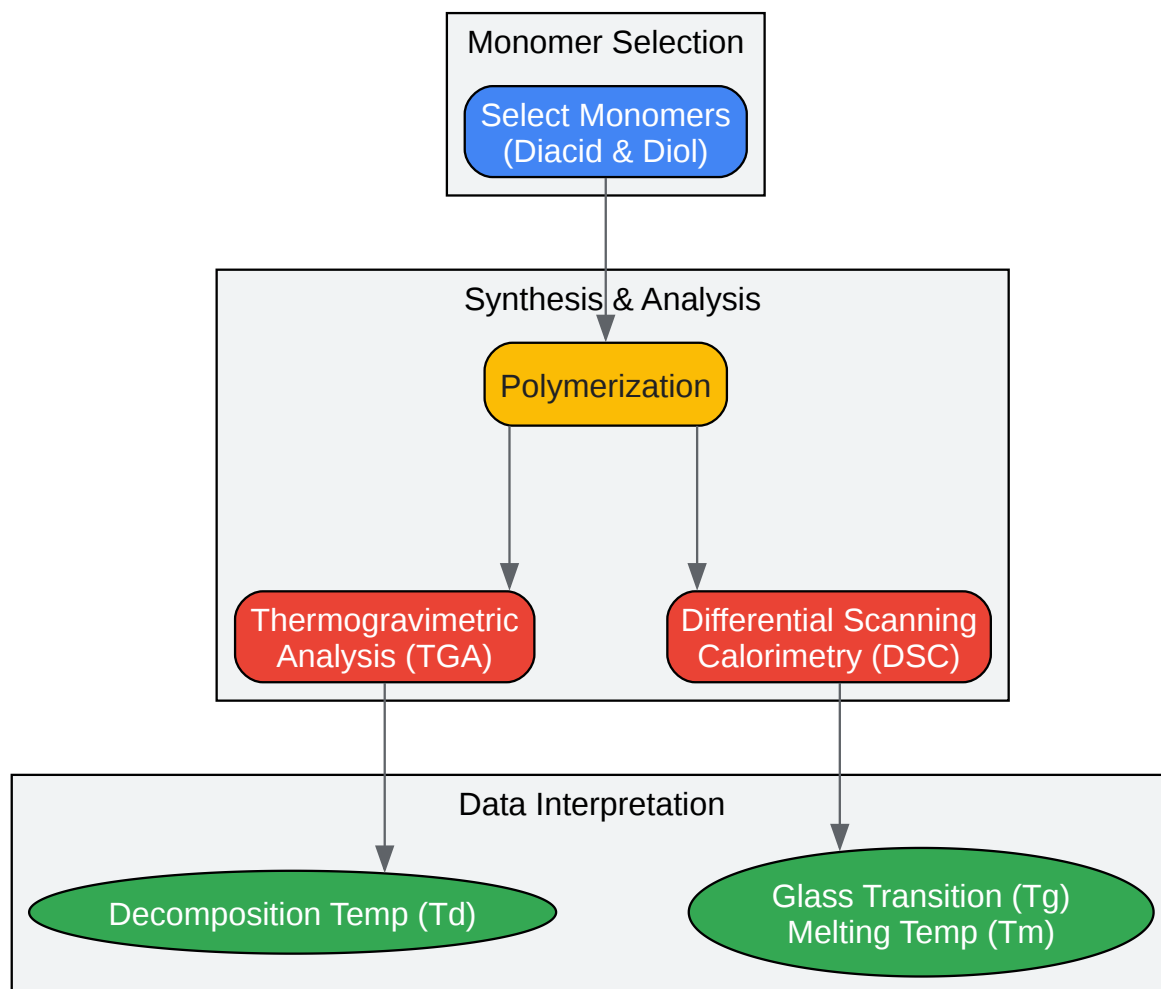 Monomer Selection
Select Monomers
(Diacid & Diol)
Synthesis & Analysis
Polymerization
Thermogravimetric
Analysis (TGA)
Differential Scanning
Calorimetry (DSC)
Data Interpretation
Decomposition Temp (Td)
Glass Transition (Tg)
Melting Temp (Tm)